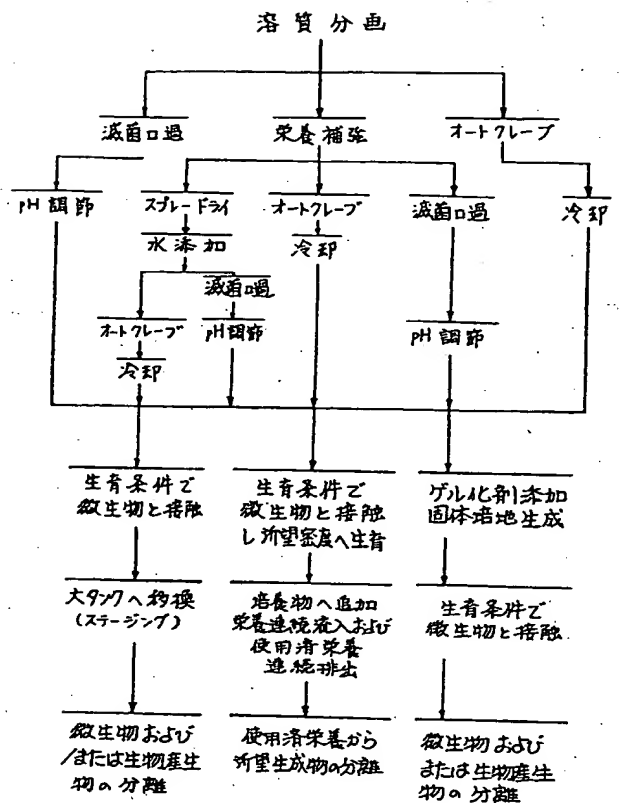 溶質分画
滅菌口過
栄養補強
オートクレーブ
pH調節
スプレードライ
オートクレーブ
滅菌口過
冷却
水添加
冷却
滅菌口過
オートクレーブ
pH調節
pH調節
冷却
生育条件で
微生物と接触
生育条件で
微生物と接触
し所望密度へ生育
ゲル化剤添加
固体培地生成
大タンクへ移換
(ステージング)
培養物へ追加
栄養連続流入および
使用済栄養
連続排出
生育条件で
微生物と接触
微生物および
/または生物産生
物の分離
使用済栄養から
所望生成物の分離
微生物および
または生物産生
物の分離